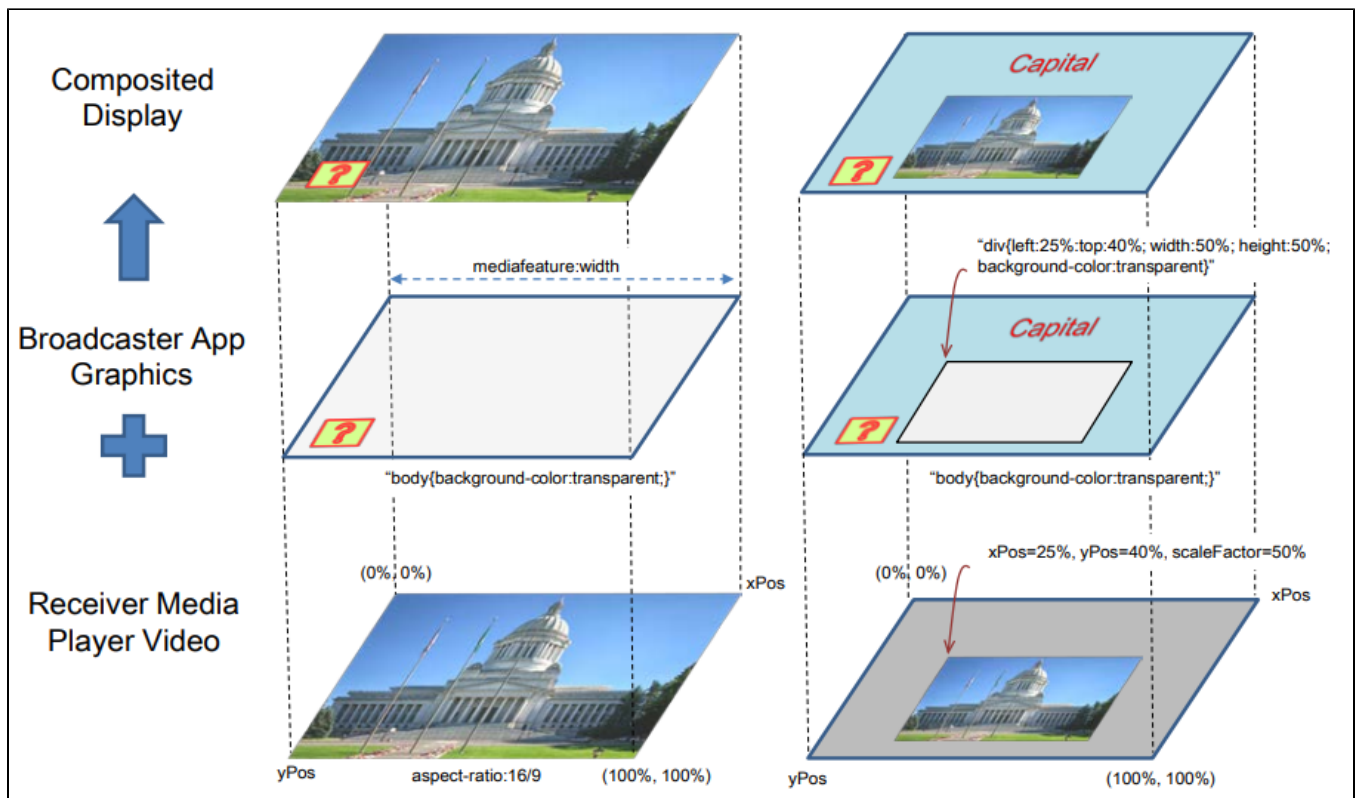 Composited
Display
?
Capital
?
"div{left:25%:top:40%; width:50%; height:50%;
background-color:transparent}"
mediafeature:width
Broadcaster App
Graphics
?
Capital
?
"body{background-color:transparent;}"
"body{background-color:transparent;}"
xPos=25%, yPos=40%, scaleFactor=50%
(0%, 0%)
xPos
(0%, 0%)
xPos
Receiver Media
Player Video
yPos
aspect-ratio:16/9
(100%, 100%)
yPos
(100%, 100%)